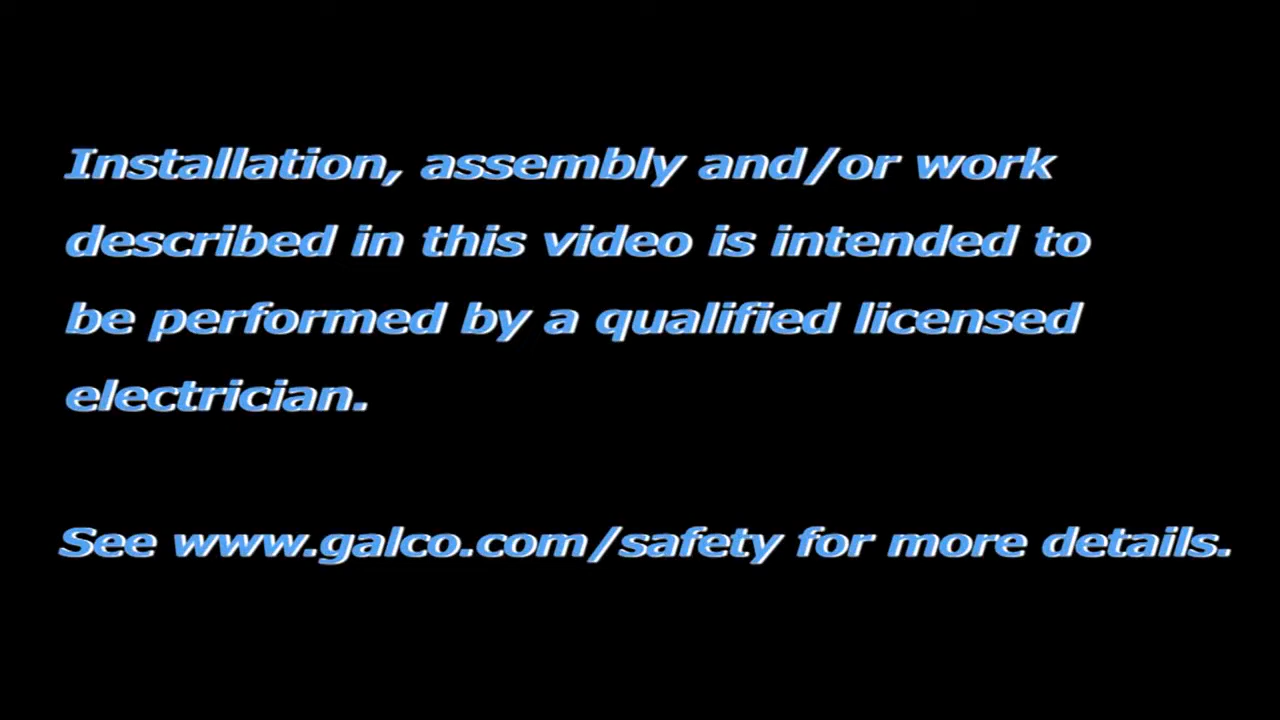 Installation, assembly and/or work
described in this video is intended to
be performed by a qualified licensed
electrician.
See www.galco.com/safety for more details.